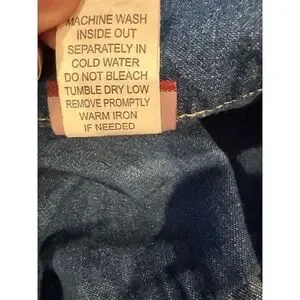 MACHINE WASH
INSIDE OUT
SEPARATELY IN
COLD WATER
DO NOT BLEACH
TUMBLE DRY LOW
REMOVE PROMPTLY
WARM IRON
IF NEEDED